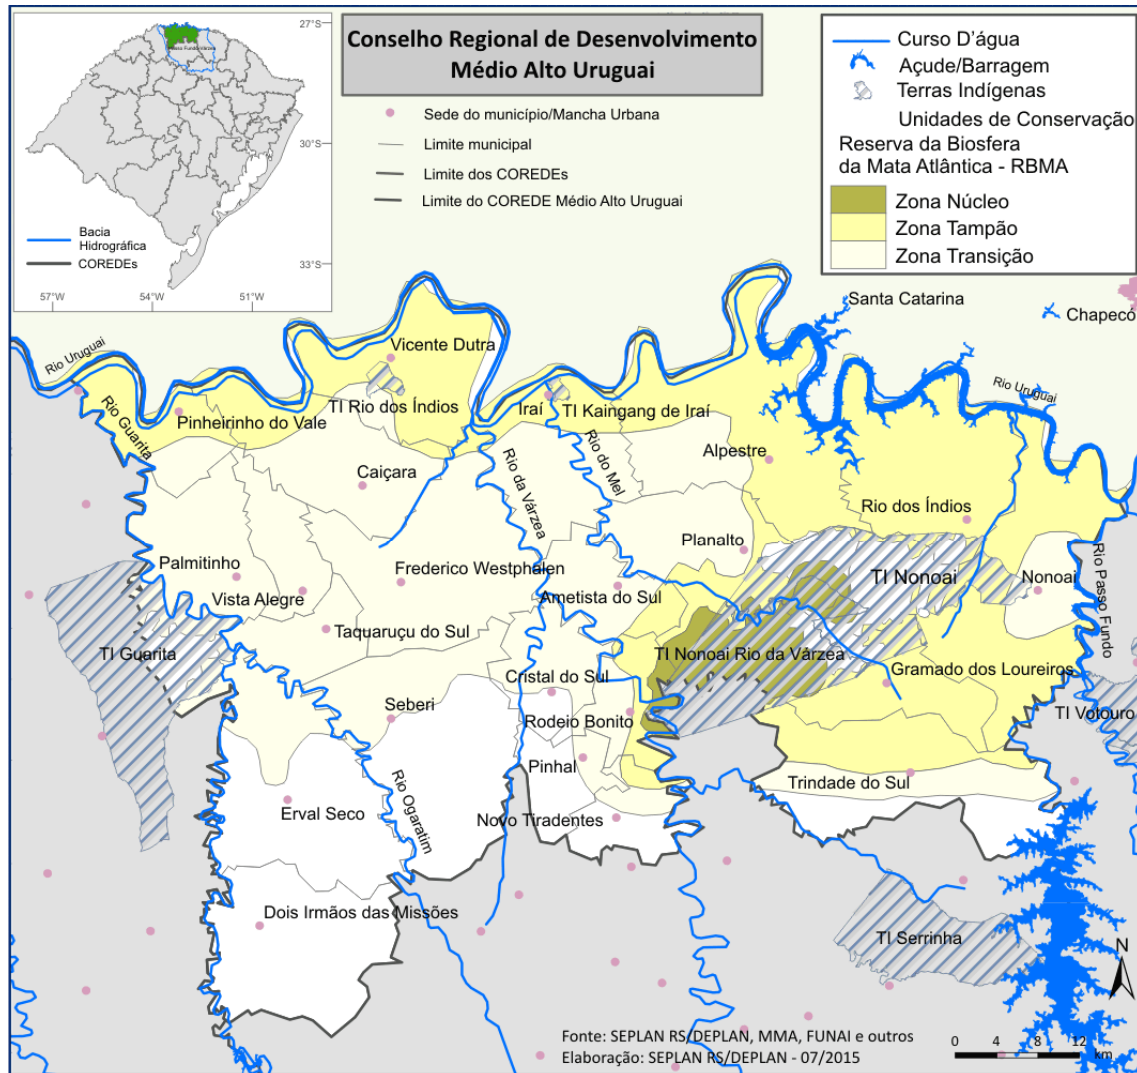 Conselho Regional de Desenvolvimento
Médio Alto Uruguai
Sede do município/Mancha Urbana
Limite municipal
Limite dos COREDEs
Limite do COREDE Médio Alto Uruguai
Curso D'água
Açude/Barragem
Terras Indígenas
Unidades de Conservação
Reserva da Biosfera
da Mata Atlântica - RBMA
Zona Núcleo
Zona Tampão
Zona Transição
27°S
30°S
33°S
57°W
54°W
51°W
Bacia
Hidrográfica
COREDEs
Santa Catarina
Chapecó
Rio Uruguai
Rio Uruguai
Vicente Dutra
Rio Guarita
Pinheirinho do Vale
TI Rio dos Índios
Iraí
TI Kaingang de Iraí
Rio do Mel
Alpestre
Caiçara
Rio da Várzea
Rio dos Índios
Planalto
Palmitinho
Frederico Westphalen
TI Nonoai
Nonoai
Rio Passo Fundo
Vista Alegre
Ametista do Sul
Taquaruçu do Sul
TI Guarita
TI Nonoai Rio da Várzea
Gramado dos Loureiros
Cristal do Sul
Seberi
Rodeio Bonito
TI Votouro
Pinhal
Trindade do Sul
Rio Ogaratim
Erval Seco
Novo Tiradentes
Dois Irmãos das Missões
TI Serrinha
N
Fonte: SEPLAN RS/DEPLAN, MMA, FUNAI e outros
Elaboração: SEPLAN RS/DEPLAN - 07/2015
0 4 8 12
km